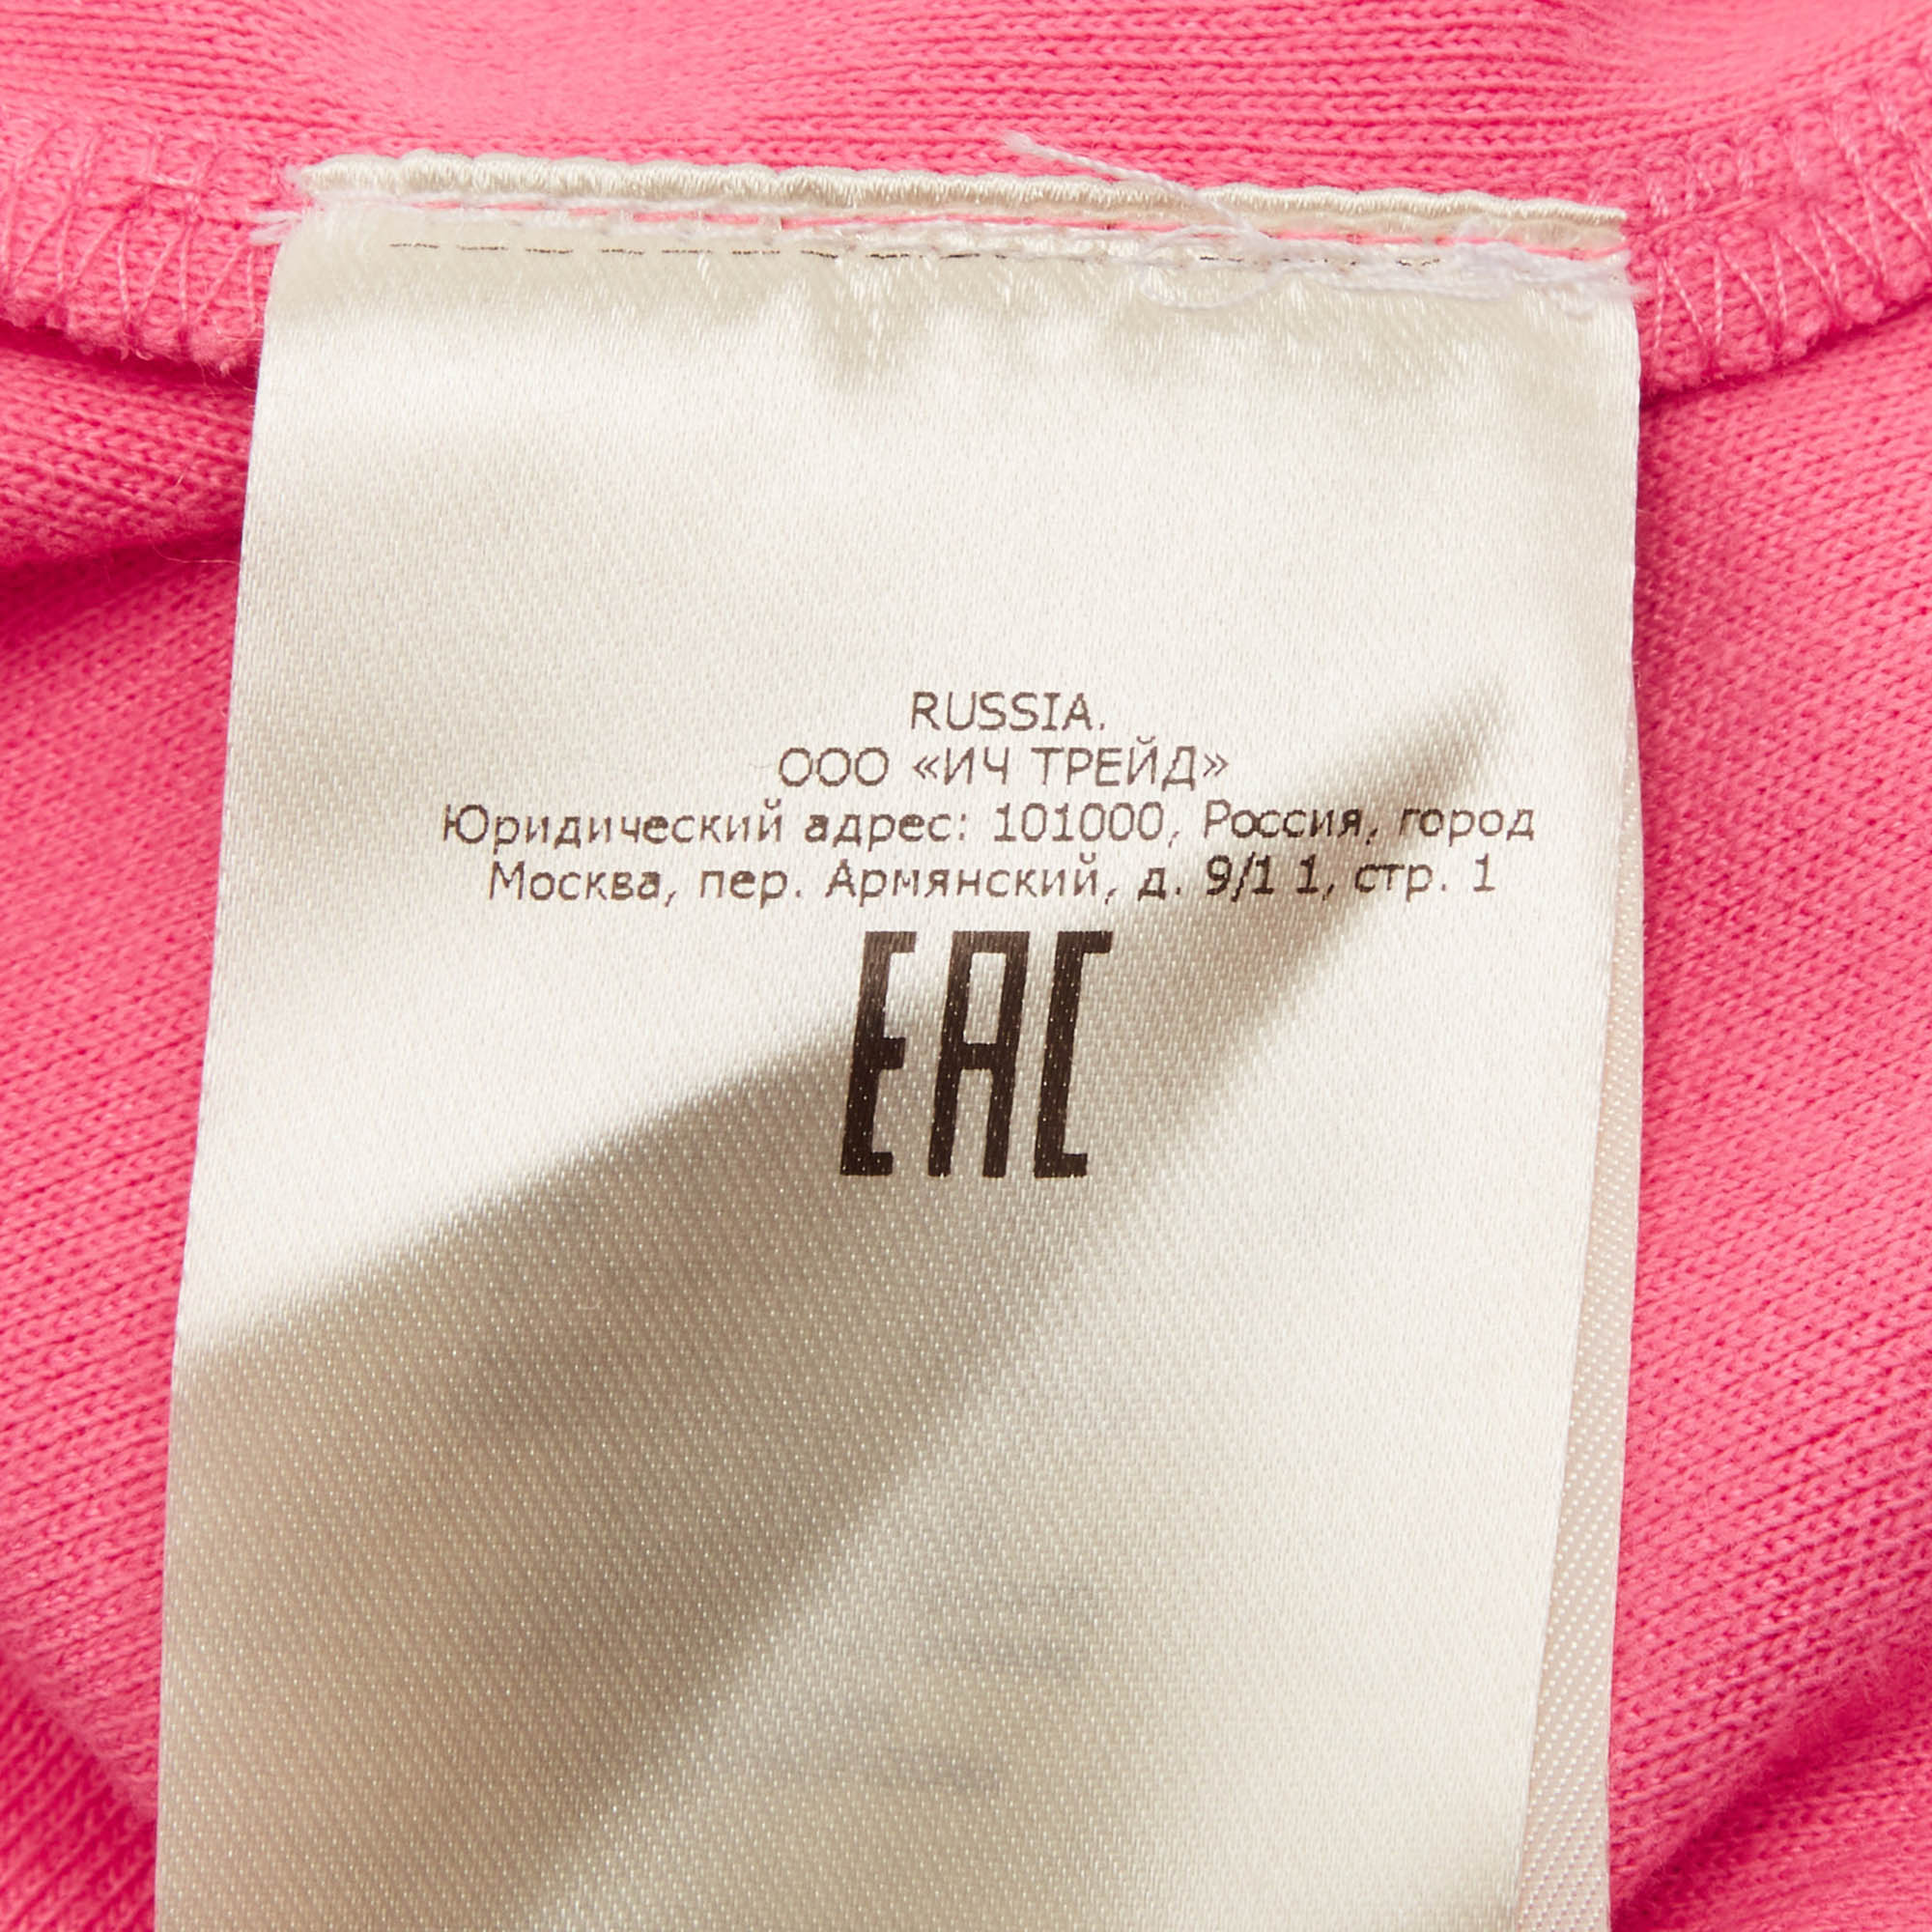 RUSSIA.
ООО «ИЧ ТРЕЙД»
Юридический адрес: 101000, Россия, город
Москва, пер. Армянский, д. 9/1 1, стр. 1
EAC